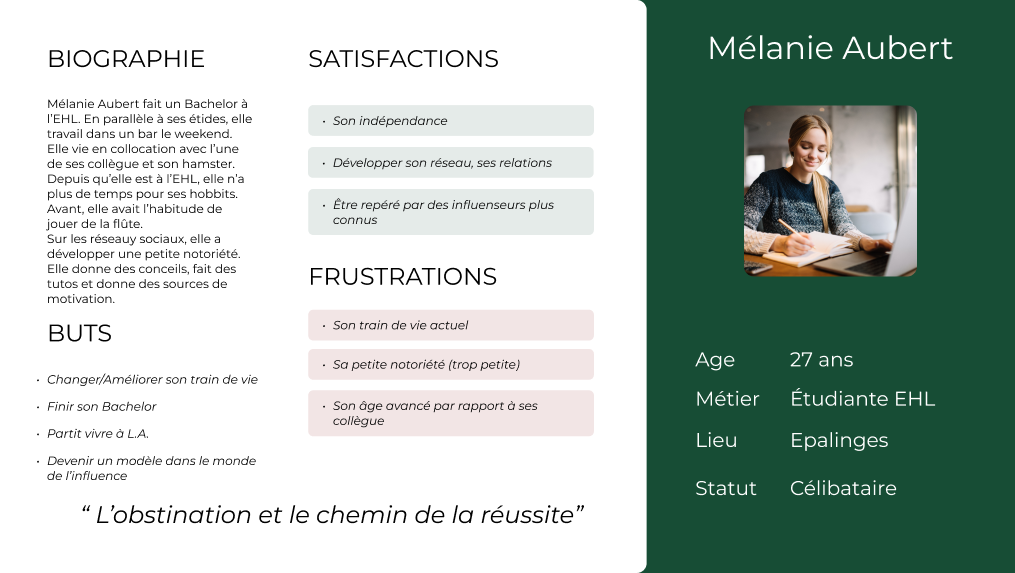 BIOGRAPHIE
Mélanie Aubert fait un Bachelor à
l'EHL. En parallèle à ses étides, elle
travail dans un bar le weekend.
Elle vie en collocation avec l'une
de ses collègue et son hamster.
Depuis qu'elle est à l'EHL, elle n'a
plus de temps pour ses hobbits.
Avant, elle avait l'habitude de
jouer de la flûte.
Sur les réseauy sociaux, elle a
développer une petite notoriété.
Elle donne des conceils, fait des
tutos et donne des sources de
motivation.
BUTS
• Changer/Améliorer son train de vie
• Finir son Bachelor
• Partit vivre à L.A.
• Devenir un modèle dans le monde
de l'influence
SATISFACTIONS
• Son indépendance
• Développer son réseau, ses relations
• Être repéré par des influenseurs plus
connus
FRUSTRATIONS
• Son train de vie actuel
• Sa petite notoriété (trop petite)
• Son âge avancé par rapport à ses
collègue
“ L'obstination et le chemin de la réussite”
Mélanie Aubert
Age 27 ans
Métier Étudiante EHL
Lieu Epalinges
Statut Célibataire